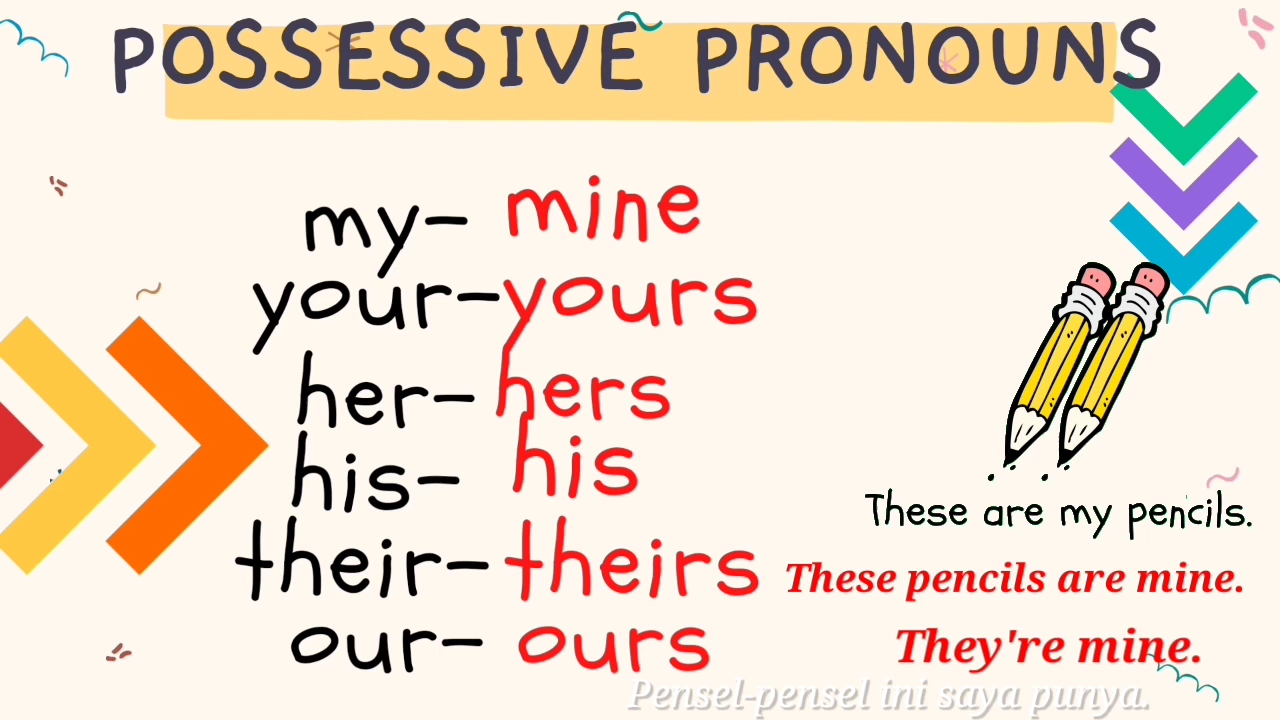 POSSESSIVE PRONOUNS
my- mine
your-yours
her- hers
his- his
their- theirs
our- ours
These are my pencils.
These pencils are mine.
They're mine.
Pensel-pensel ini saya punya.